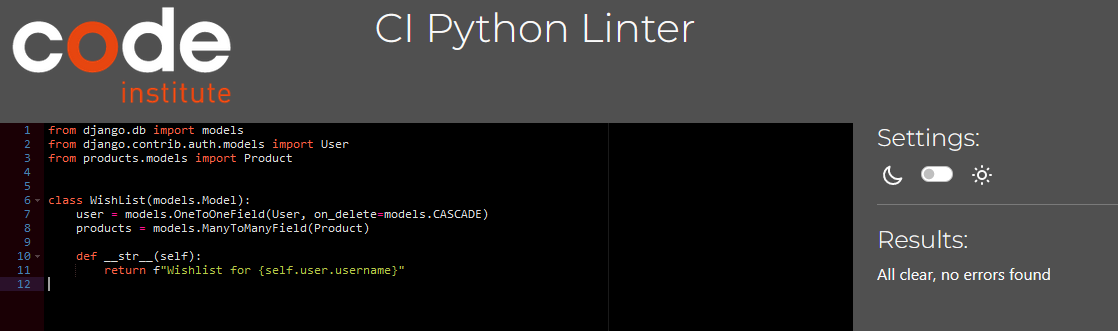 code
institute
CI Python Linter
1 from django.db import models
2 from django.contrib.auth.models import User
3 from products.models import Product
4
5
6 class WishList(models.Model):
7     user = models.OneToOneField(User, on_delete=models.CASCADE)
8     products = models.ManyToManyField(Product)
9
10     def __str__(self):
11         return f"Wishlist for {self.user.username}"
12
Settings:
Results:
All clear, no errors found